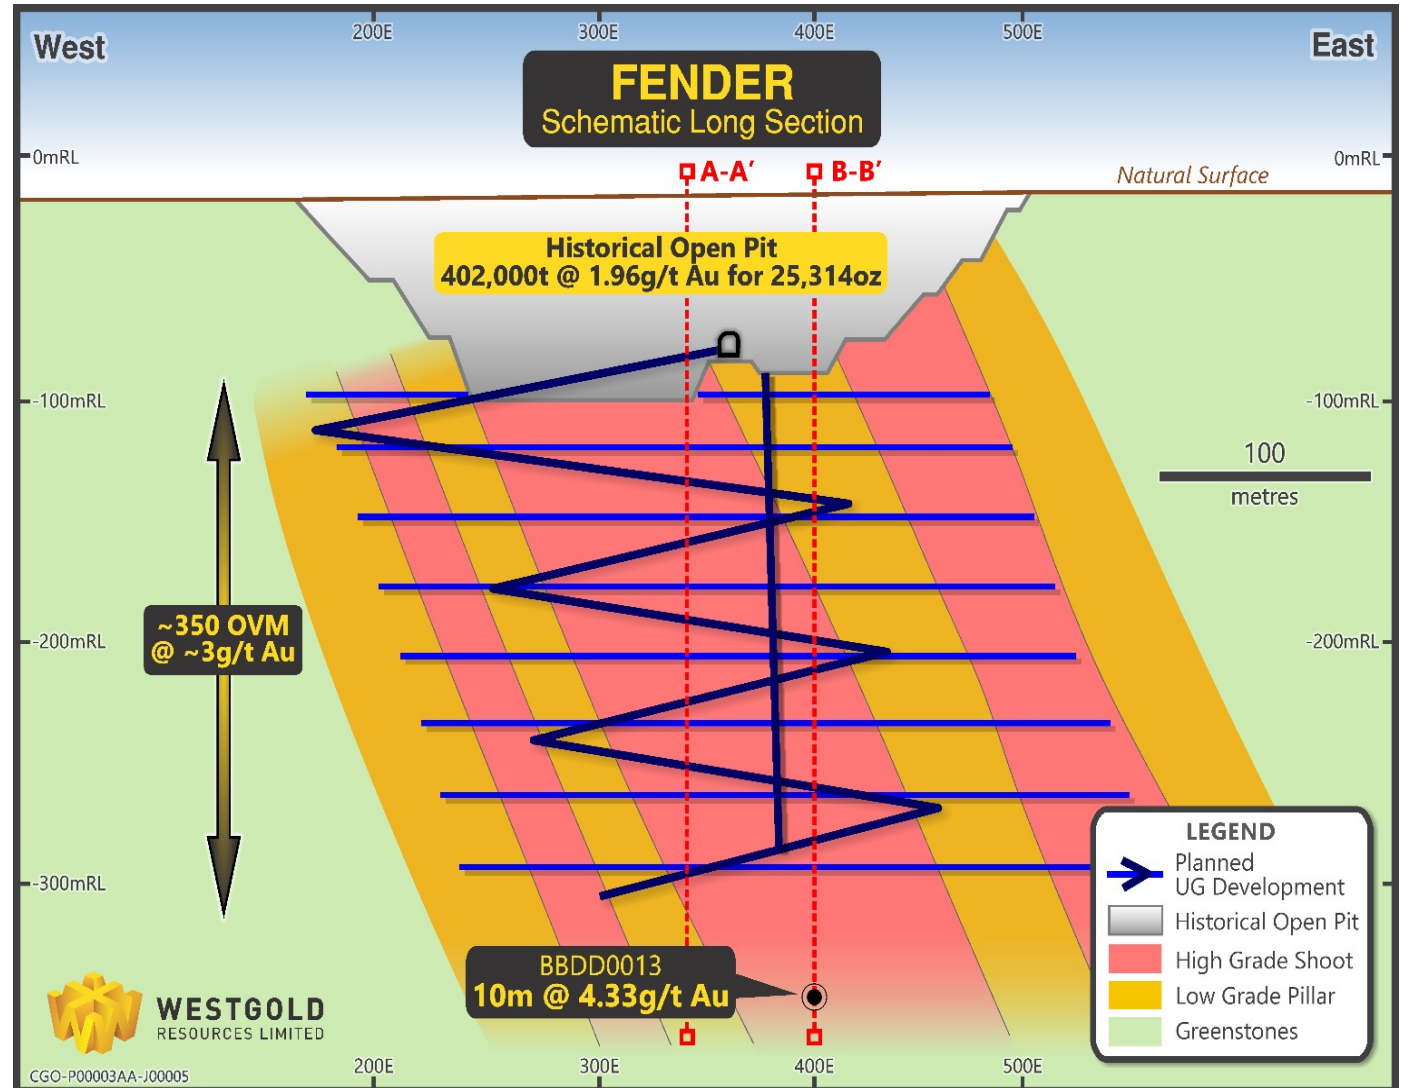 200E 300E 400E 500E
West
East
FENDER
Schematic Long Section
0mRL
0mRL
A-A’
B-B’
Natural Surface
Historical Open Pit
402,000t @ 1.96g/t Au for 25,314oz
-100mRL
-100mRL
100
metres
~350 OVM
@ ~3g/t Au
-200mRL
-200mRL
-300mRL
LEGEND
Planned
UG Development
Historical Open Pit
High Grade Shoot
Low Grade Pillar
Greenstones
BBDD0013
10m @ 4.33g/t Au
WESTGOLD
RESOURCES LIMITED
CGO-P00003AA-J00005
200E 300E 400E 500E